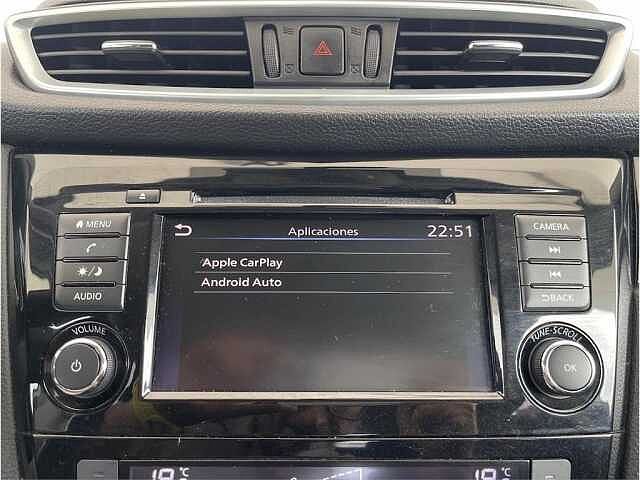 MENU
CAMERA
Aplicaciones 22:51
Apple CarPlay
Android Auto
AUDIO
BACK
VOLUME
TUNE·SCROLL
OK
°C
°C